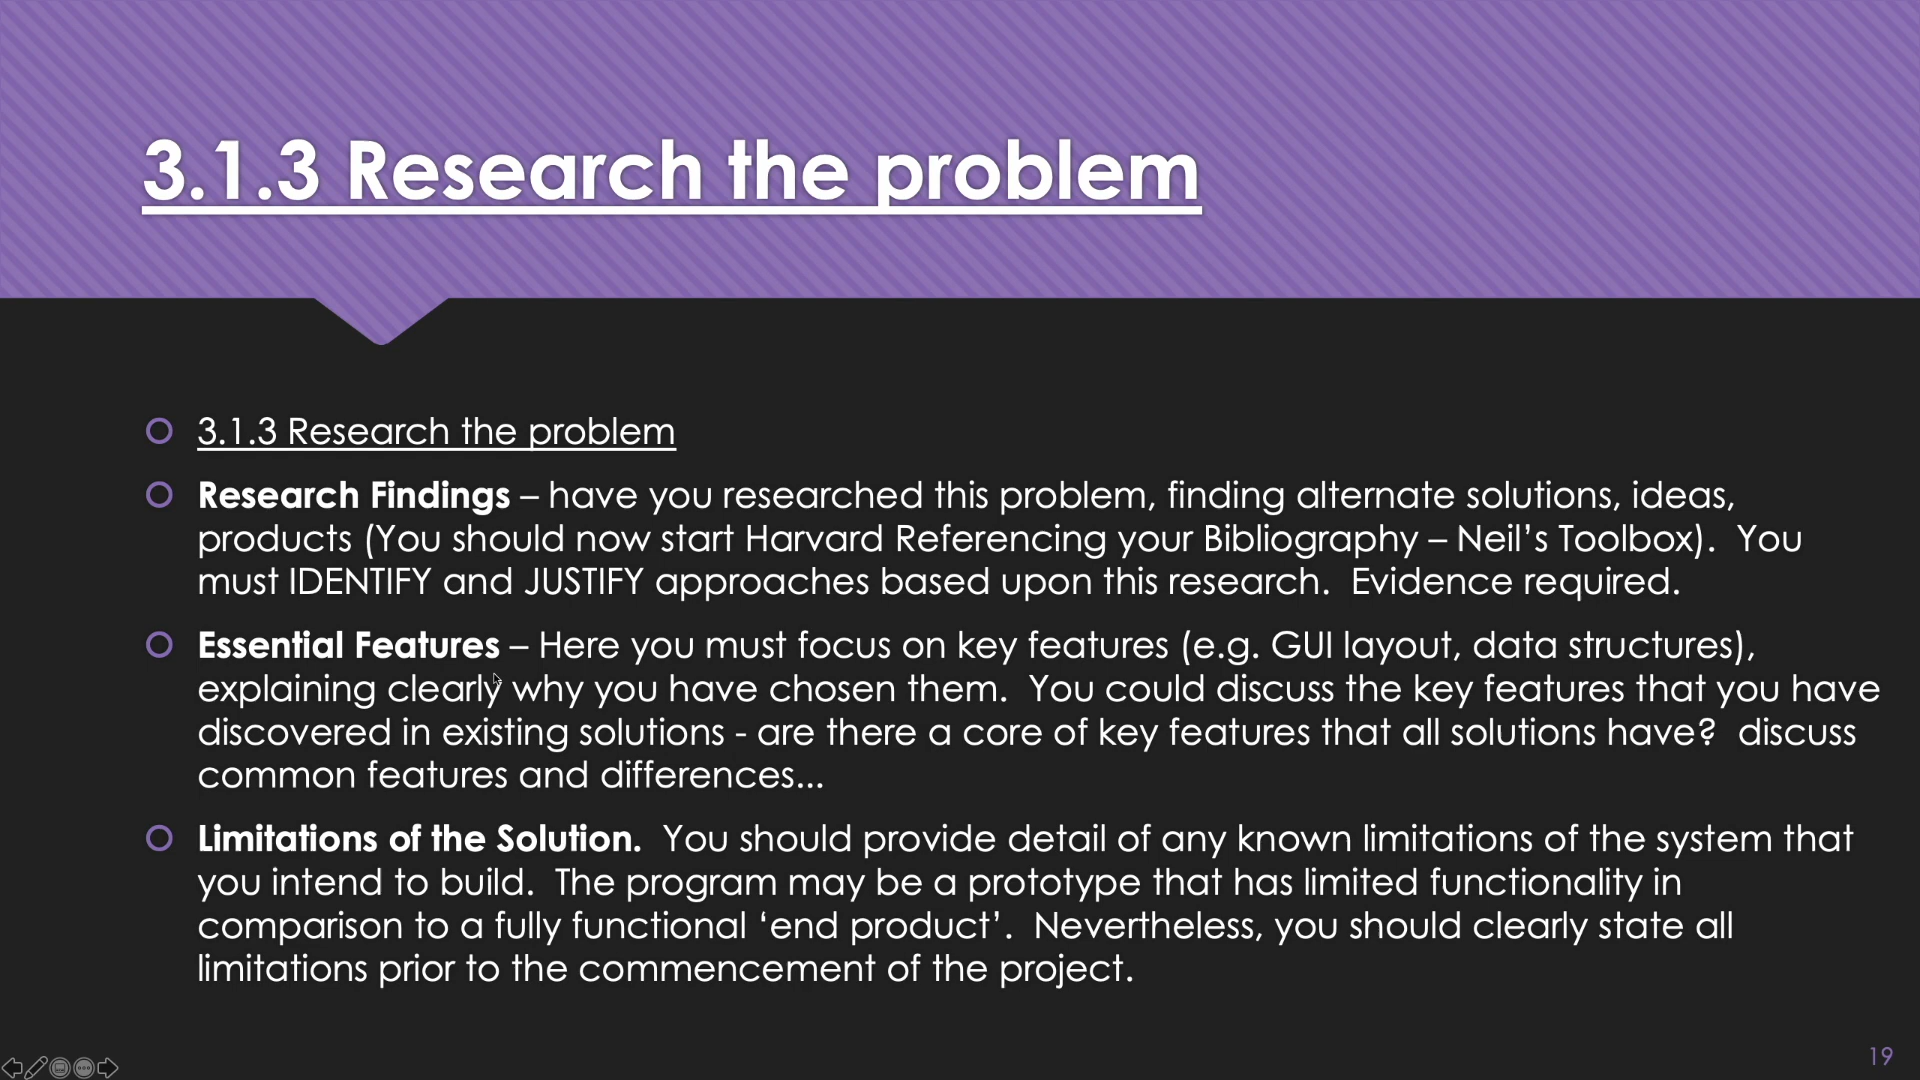 3.1.3 Research the problem
3.1.3 Research the problem
Research Findings – have you researched this problem, finding alternate solutions, ideas,
products (You should now start Harvard Referencing your Bibliography – Neil’s Toolbox).  You
must IDENTIFY and JUSTIFY approaches based upon this research.  Evidence required.
Essential Features – Here you must focus on key features (e.g. GUI layout, data structures),
explaining clearly why you have chosen them.  You could discuss the key features that you have
discovered in existing solutions - are there a core of key features that all solutions have?  discuss
common features and differences...
Limitations of the Solution.  You should provide detail of any known limitations of the system that
you intend to build.  The program may be a prototype that has limited functionality in
comparison to a fully functional ‘end product’.  Nevertheless, you should clearly state all
limitations prior to the commencement of the project.
19